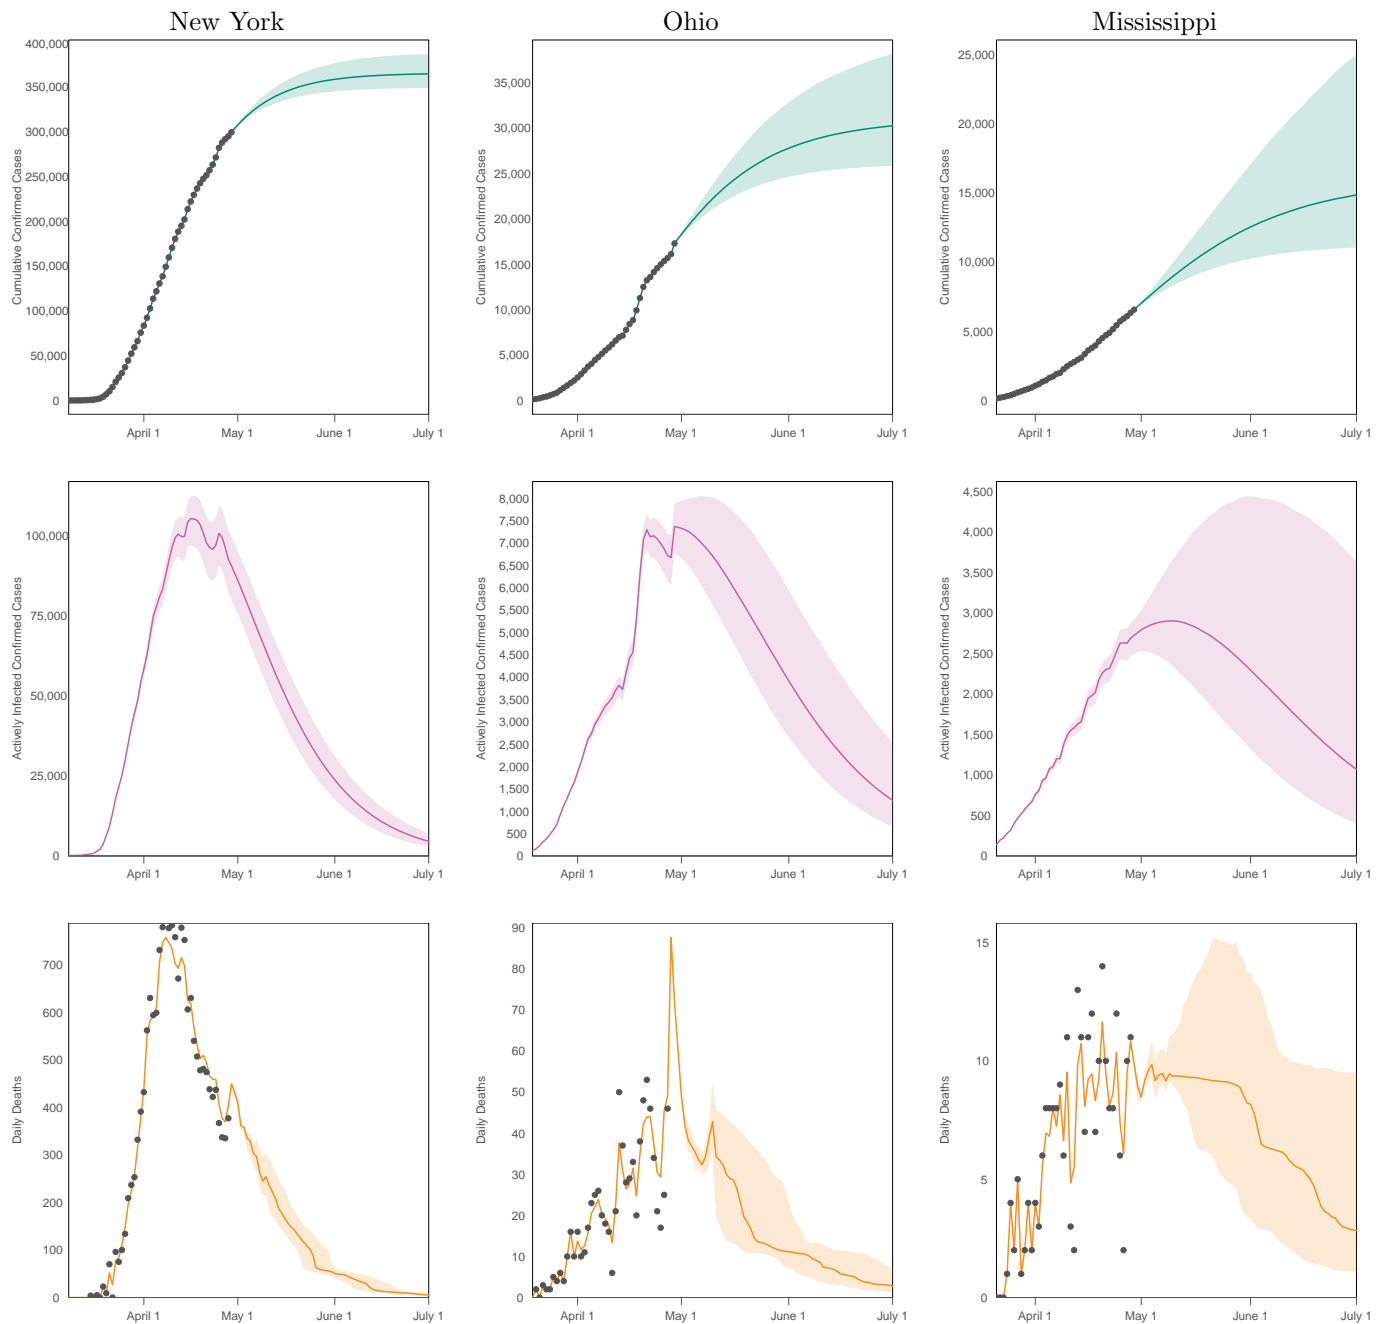 New York
Ohio
Mississippi
Cumulative Confirmed Cases
400,000
350,000
300,000
250,000
200,000
150,000
100,000
50,000
0
April 1
May 1
June 1
July 1
Cumulative Confirmed Cases
35,000
30,000
25,000
20,000
15,000
10,000
5,000
0
April 1
May 1
June 1
July 1
Cumulative Confirmed Cases
25,000
20,000
15,000
10,000
5,000
0
April 1
May 1
June 1
July 1
Actively Infected Confirmed Cases
100,000
75,000
50,000
25,000
0
April 1
May 1
June 1
July 1
Actively Infected Confirmed Cases
8,000
7,500
7,000
6,500
6,000
5,500
5,000
4,500
4,000
3,500
3,000
2,500
2,000
1,500
1,000
500
0
April 1
May 1
June 1
July 1
Actively Infected Confirmed Cases
4,500
4,000
3,500
3,000
2,500
2,000
1,500
1,000
500
0
April 1
May 1
June 1
July 1
Daily Deaths
700
600
500
400
300
200
100
0
April 1
May 1
June 1
July 1
Daily Deaths
90
80
70
60
50
40
30
20
10
0
April 1
May 1
June 1
July 1
Daily Deaths
15
10
5
0
April 1
May 1
June 1
July 1